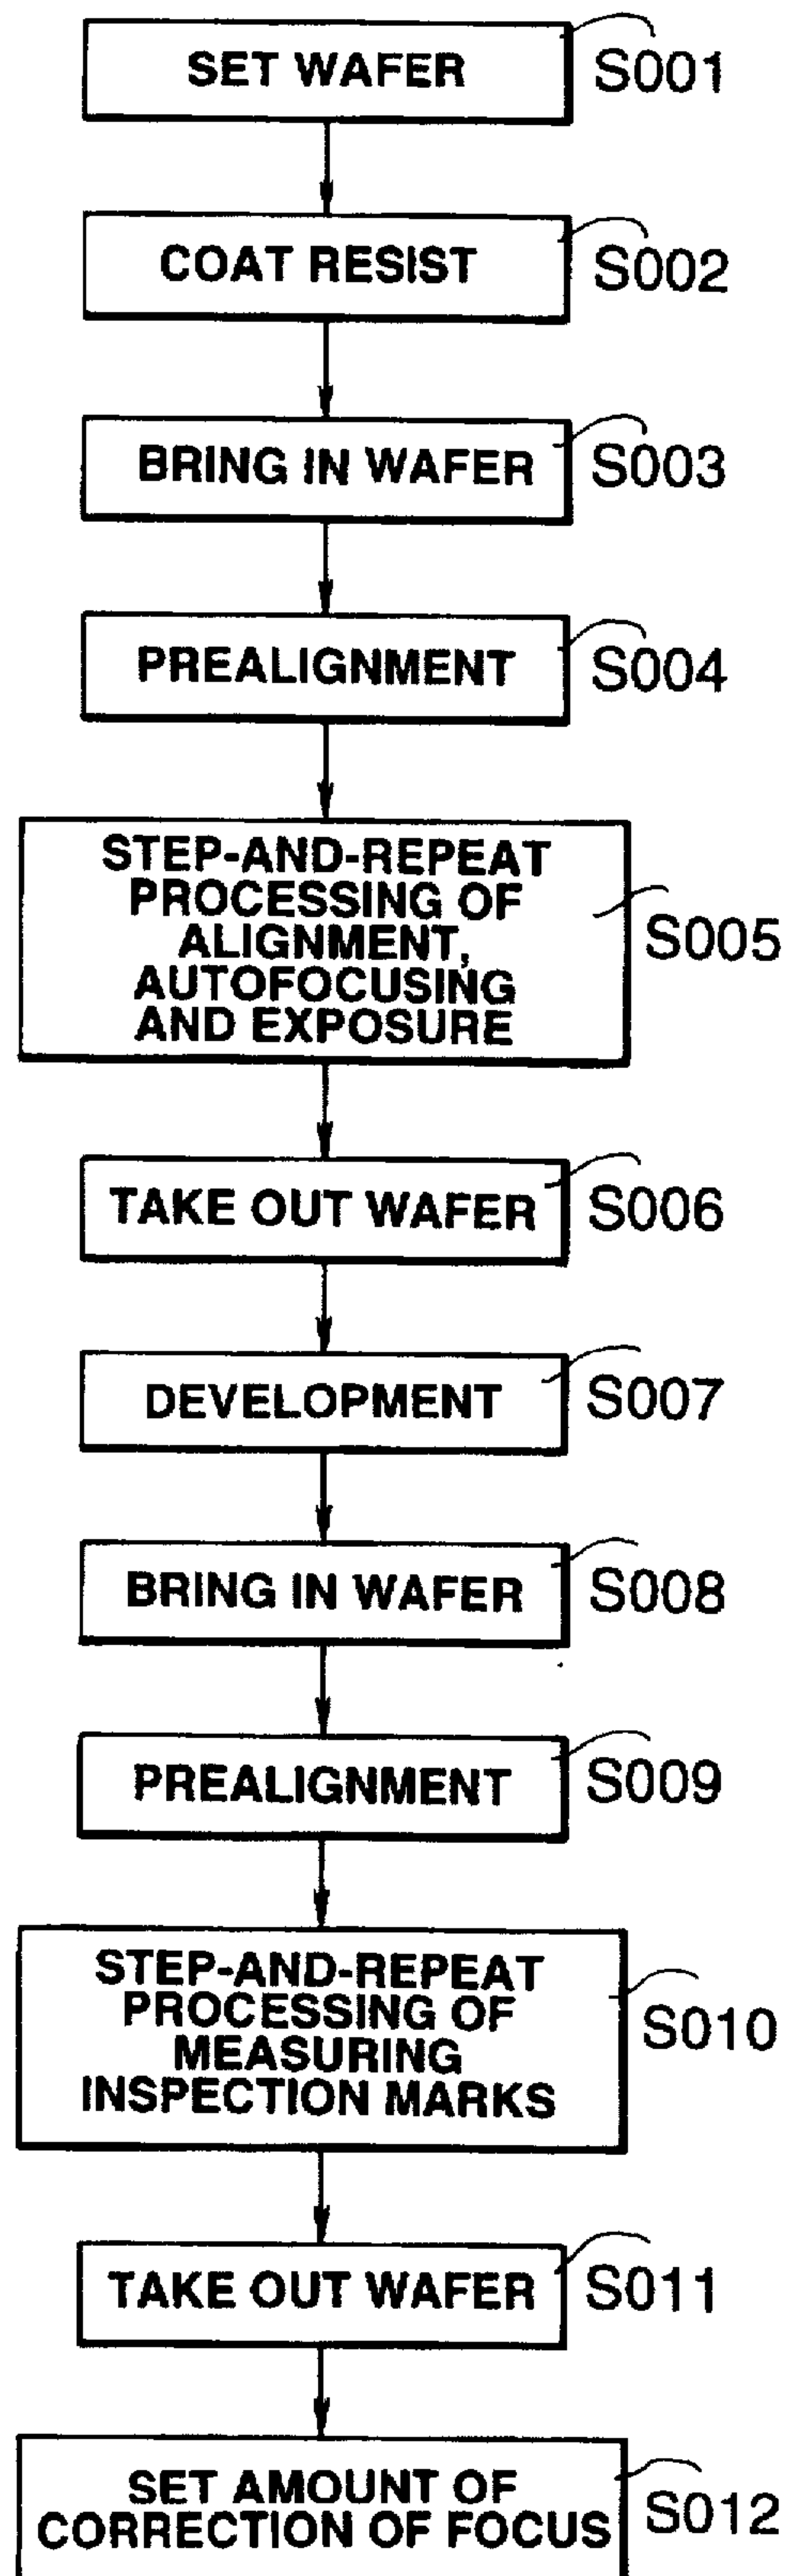 SET WAFER
S001
COAT RESIST
S002
BRING IN WAFER
S003
PREALIGNMENT
S004
STEP-AND-REPEAT
PROCESSING OF
ALIGNMENT,
AUTOFOCUSING
AND EXPOSURE
S005
TAKE OUT WAFER
S006
DEVELOPMENT
S007
BRING IN WAFER
S008
PREALIGNMENT
S009
STEP-AND-REPEAT
PROCESSING OF
MEASURING
INSPECTION MARKS
S010
TAKE OUT WAFER
S011
SET AMOUNT OF
CORRECTION OF FOCUS
S012